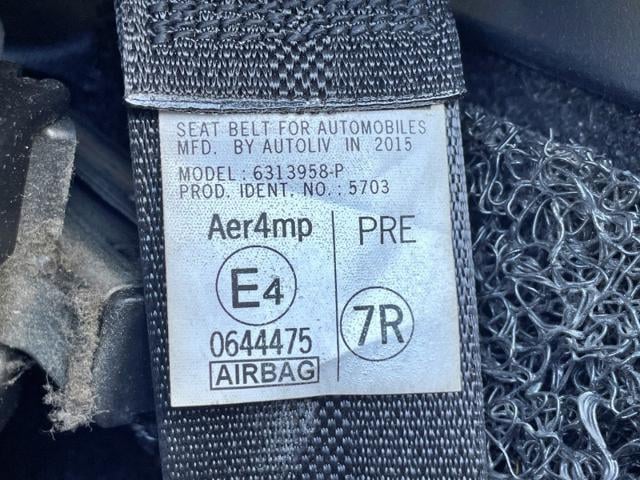 SEAT BELT FOR AUTOMOBILES
MFD. BY AUTOLIV IN 2015
MODEL : 6313958-P
PROD. IDENT. NO. : 5703
Aer4mp
PRE
E4
7R
0644475
AIRBAG